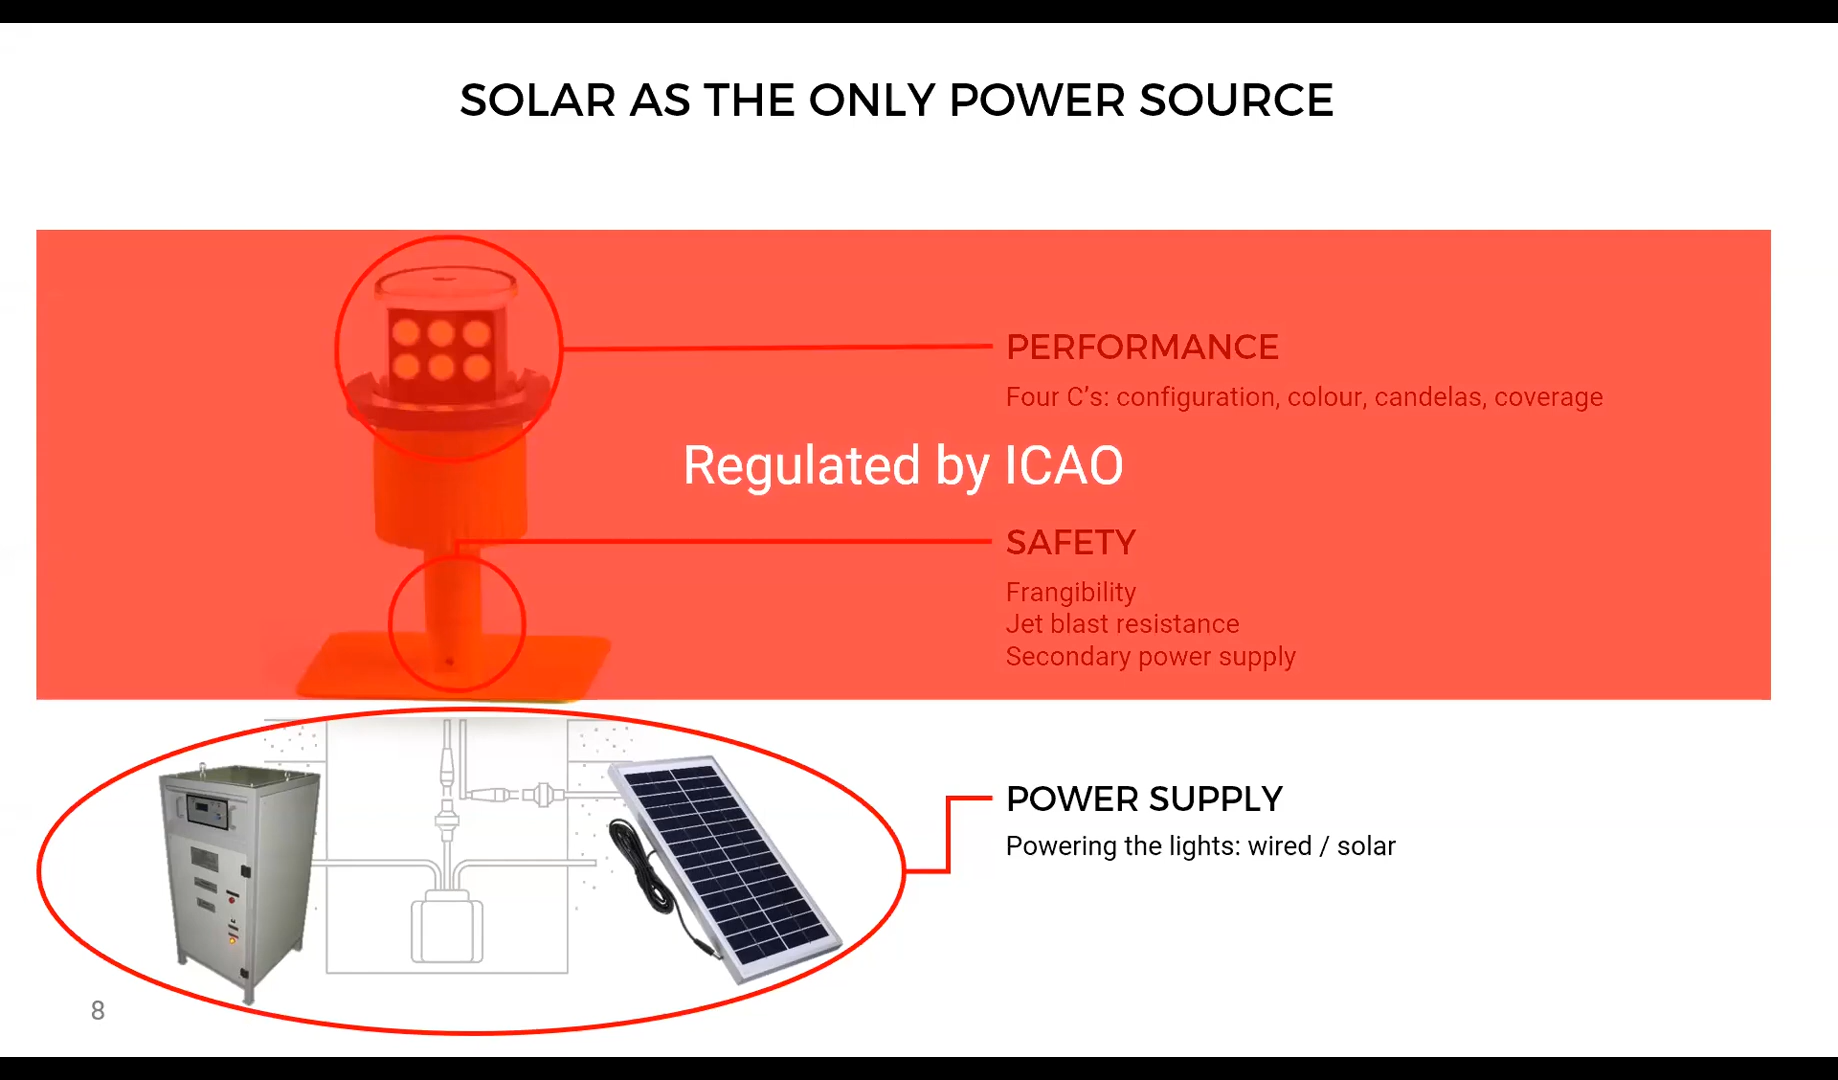 SOLAR AS THE ONLY POWER SOURCE
PERFORMANCE
Four C's: configuration, colour, candelas, coverage
Regulated by ICAO
SAFETY
Frangibility
Jet blast resistance
Secondary power supply
POWER SUPPLY
Powering the lights: wired / solar
8